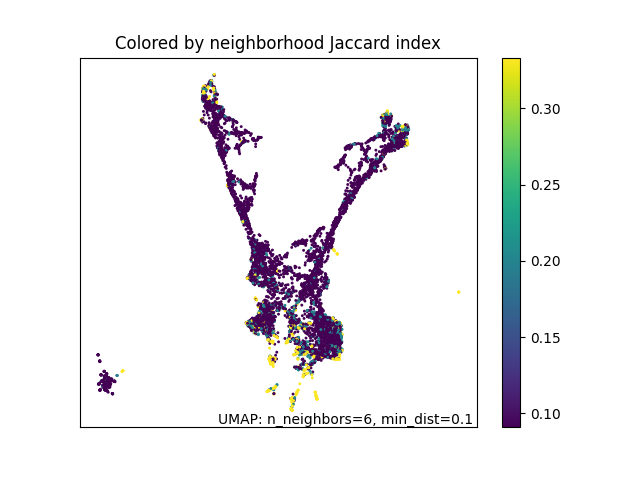 Colored by neighborhood Jaccard index
0.30
0.25
0.20
0.15
0.10
UMAP: n_neighbors=6, min_dist=0.1